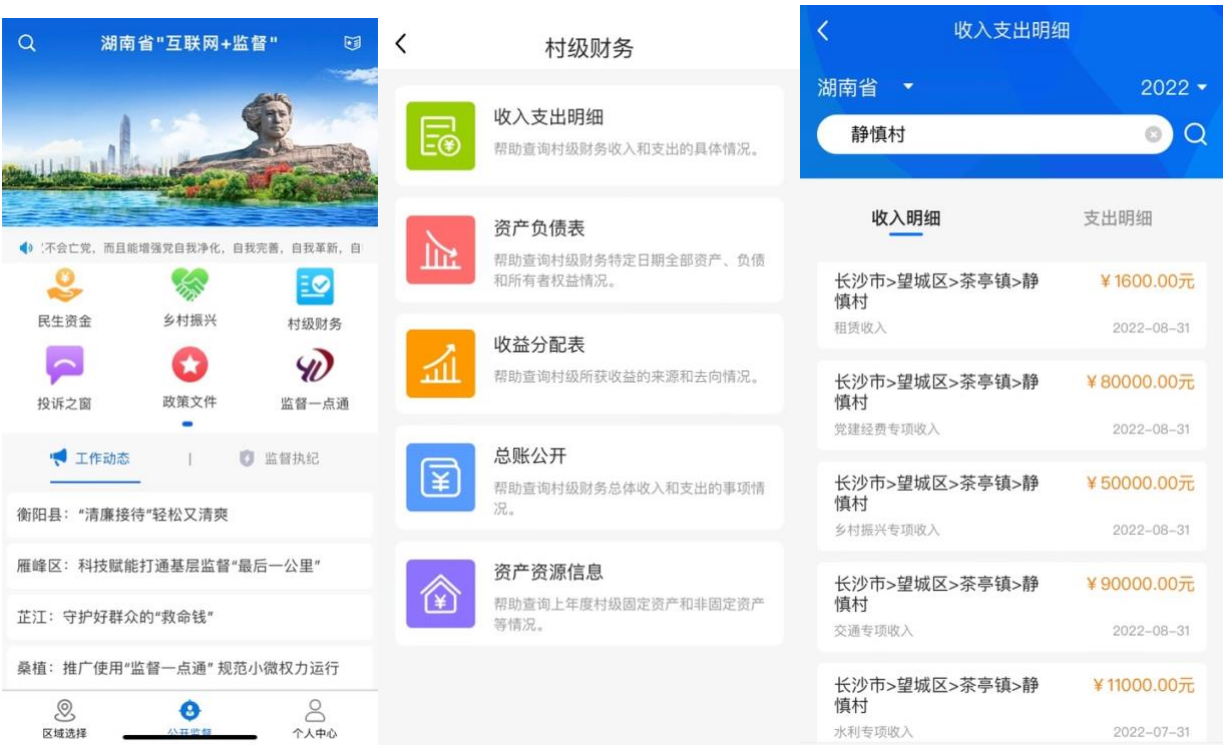 湖南省"互联网+监督"
不会亡党，而且能增强党自我净化，自我完善，自我革新，自
民生资金
乡村振兴
村级财务
投诉之窗
政策文件
监督一点通
工作动态
|
监督执纪
衡阳县：“清廉接待”轻松又清爽
雁峰区：科技赋能打通基层监督“最后一公里”
芷江：守护好群众的“救命钱”
桑植：推广使用“监督一点通” 规范小微权力运行
区域选择
公开监督
个人中心
村级财务
收入支出明细
帮助查询村级财务收入和支出的具体情况。
资产负债表
帮助查询村级财务特定日期全部资产、负债
和所有者权益情况。
收益分配表
帮助查询村级所获收益的来源和去向情况。
总账公开
帮助查询村级财务总体收入和支出的事项情
况。
资产资源信息
帮助查询上年度村级固定资产和非固定资产
等情况。
收入支出明细
湖南省
2022
静慎村
收入明细
支出明细
长沙市>望城区>茶亭镇>静
慎村
¥1600.00元
租赁收入
2022-08-31
长沙市>望城区>茶亭镇>静
慎村
¥80000.00元
党建经费专项收入
2022-08-31
长沙市>望城区>茶亭镇>静
慎村
¥50000.00元
乡村振兴专项收入
2022-08-31
长沙市>望城区>茶亭镇>静
慎村
¥90000.00元
交通专项收入
2022-08-31
长沙市>望城区>茶亭镇>静
慎村
¥11000.00元
水利专项收入
2022-07-31